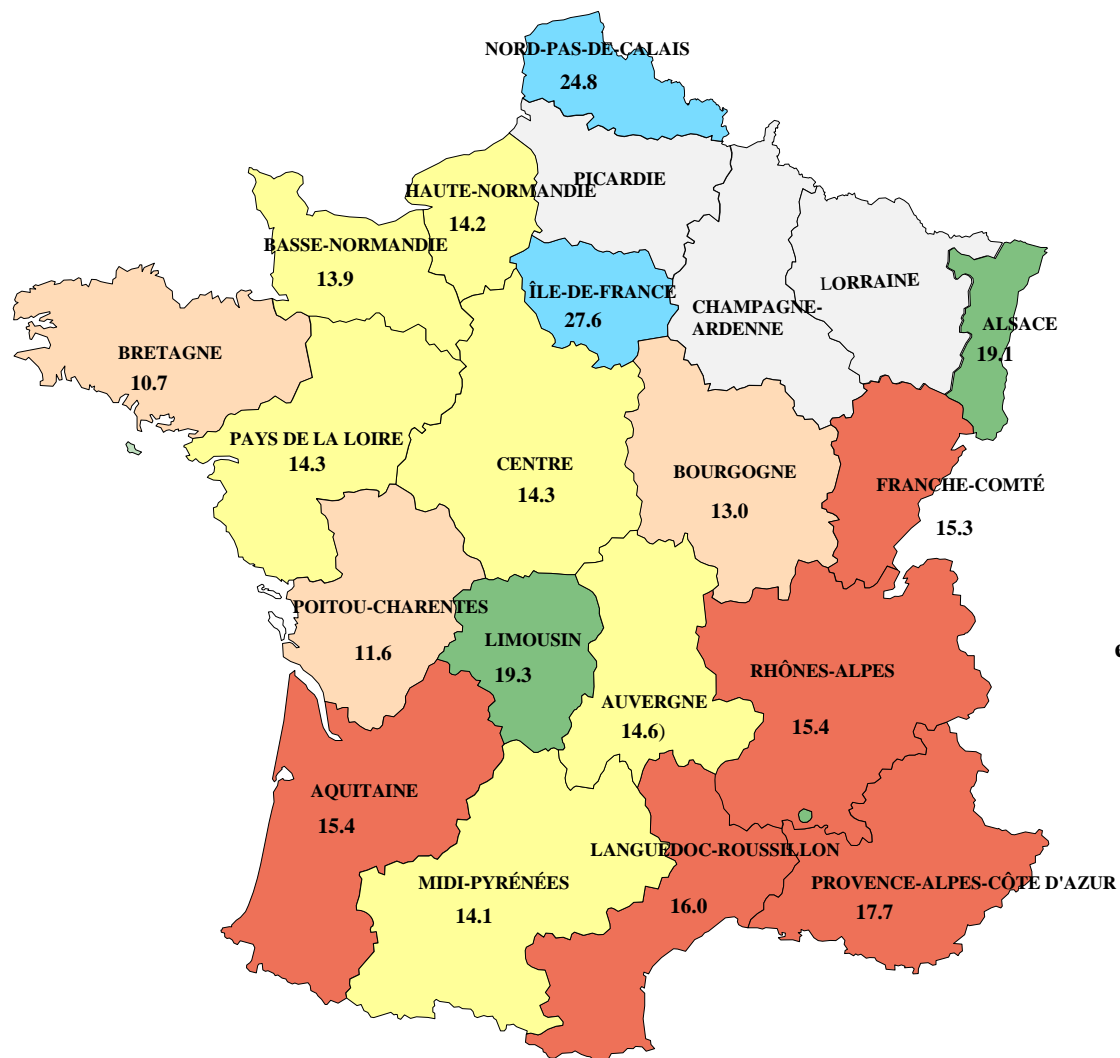 NORD-PAS-DE-CALAIS
24.8
PICARDIE
HAUTE-NORMANDIE
14.2
BASSE-NORMANDIE
13.9
ÎLE-DE-FRANCE
27.6
CHAMPAGNE-
ARDENNE
LORRAINE
ALSACE
19.1
BRETAGNE
10.7
PAYS DE LA LOIRE
14.3
CENTRE
14.3
BOURGOGNE
13.0
FRANCHE-COMTÉ
15.3
POITOU-CHARENTES
11.6
LIMOUSIN
19.3
AUVERGNE
14.6)
RHÔNES-ALPES
15.4
e
AQUITAINE
15.4
MIDI-PYRÉNÉES
14.1
LANGUEDOC-ROUSSILLON
16.0
PROVENCE-ALPES-CÔTE D'AZUR
17.7